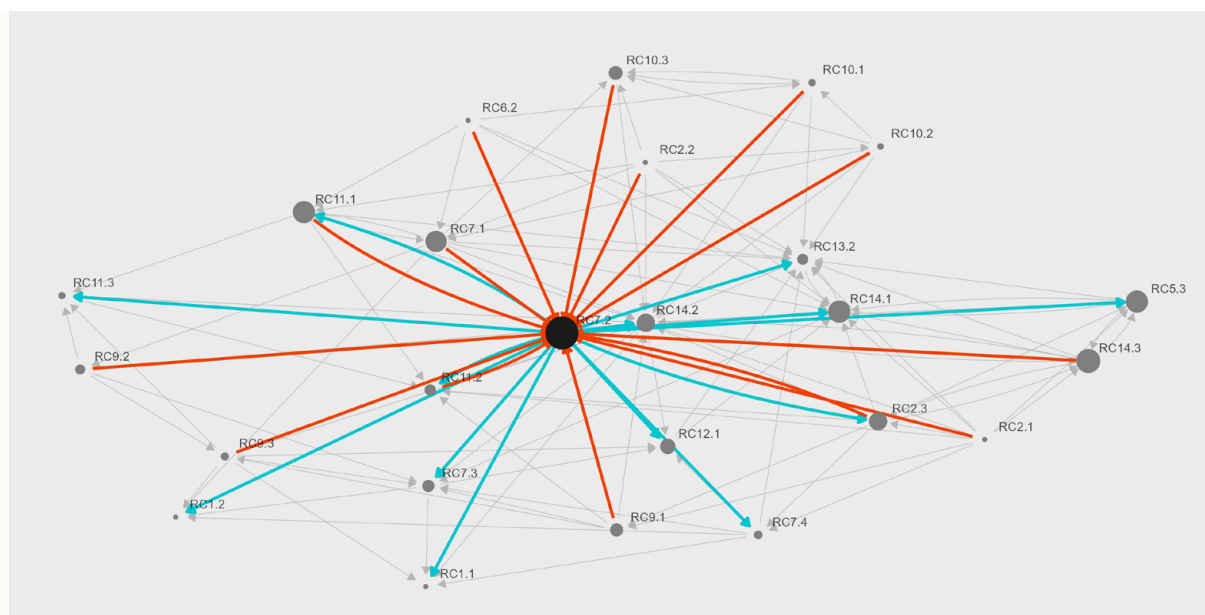 RC10.3
RC10.1
RC6.2
RC10.2
RC2.2
RC11.1
RC7.1
RC13.2
RC11.3
RC5.3
RC14.1
RC14.2
RC7.2
RC14.3
RC9.2
RC11.2
RC2.3
RC2.1
RC12.1
RC9.3
RC7.3
RC1.2
RC9.1
RC7.4
RC1.1